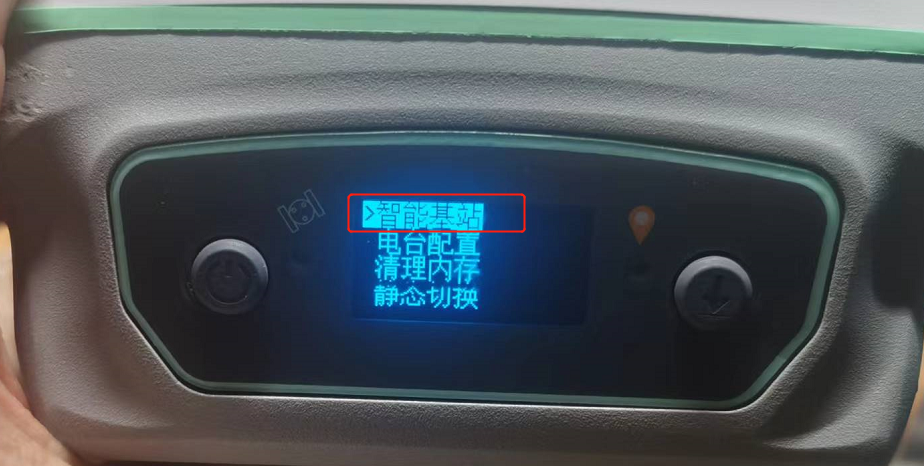 >智能基站
电台配置
清理内存
静态切换